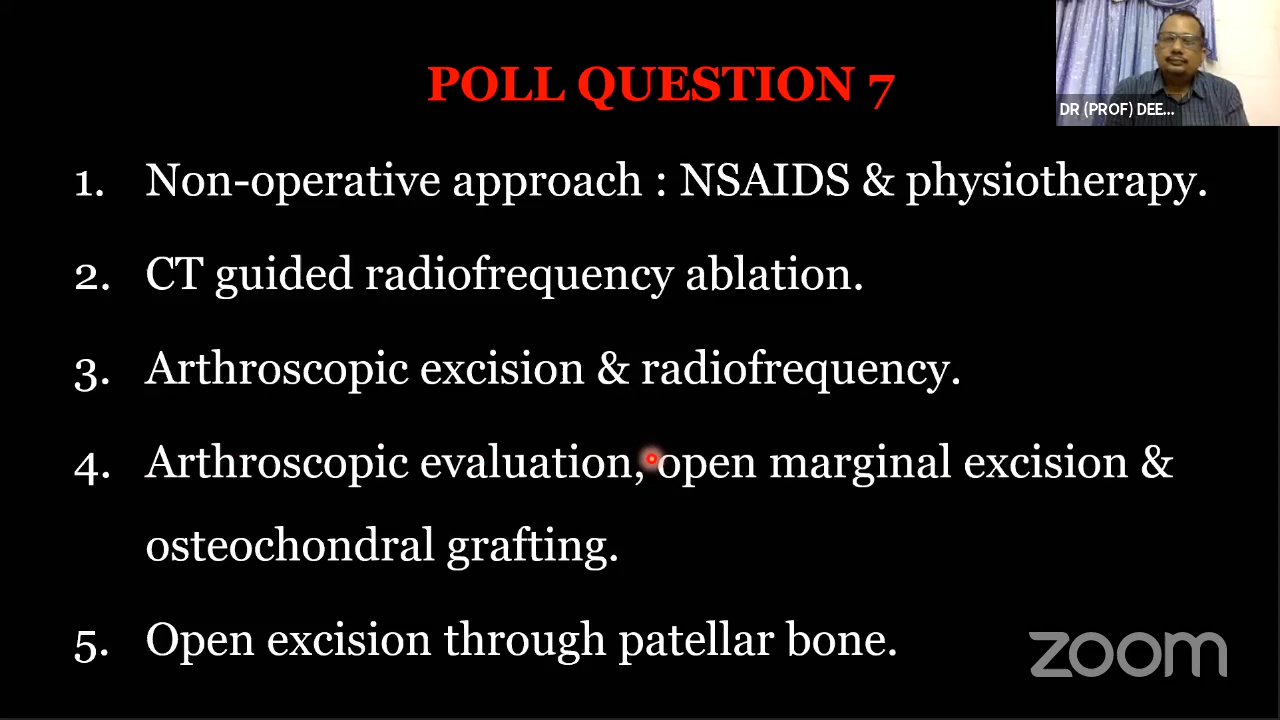 POLL QUESTION 7
DR (PROF) DEE...
1. Non-operative approach : NSAIDS & physiotherapy.
2. CT guided radiofrequency ablation.
3. Arthroscopic excision & radiofrequency.
4. Arthroscopic evaluation, open marginal excision &
osteochondral grafting.
5. Open excision through patellar bone.
zoom